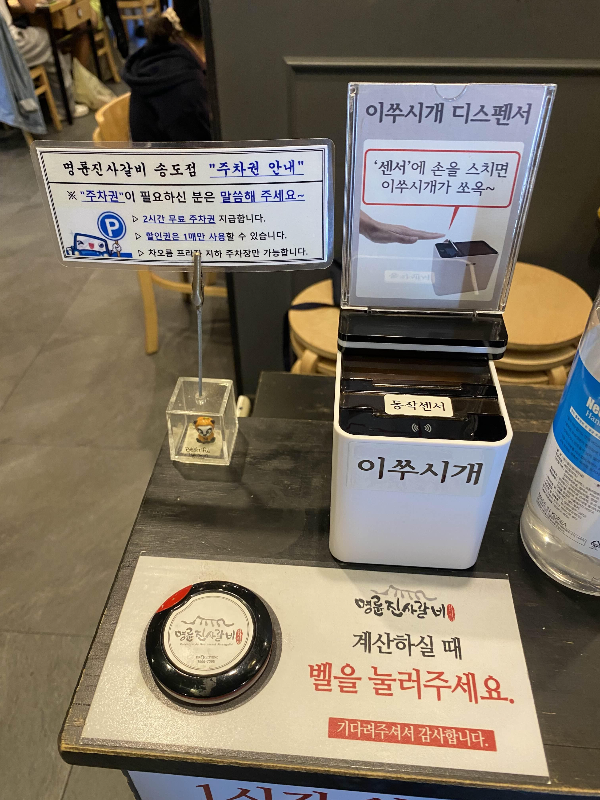 명륜진사갈비 송도점 "주차권 안내"
※ "주차권"이 필요하신 분은 말씀해 주세요~
▷ 2시간 무료 주차권 지급합니다.
▷ 할인권은 1매만 사용할 수 있습니다.
▷ 차오름 프라자 지하 주차장만 가능합니다.
P
이쑤시개 디스펜서
'센서'에 손을 스치면
이쑤시개가 쏘옥~
동작센서
이쑤시개
명륜진사갈비
명륜진사갈비
계산하실 때
벨을 눌러주세요.
기다려주셔서 감사합니다.